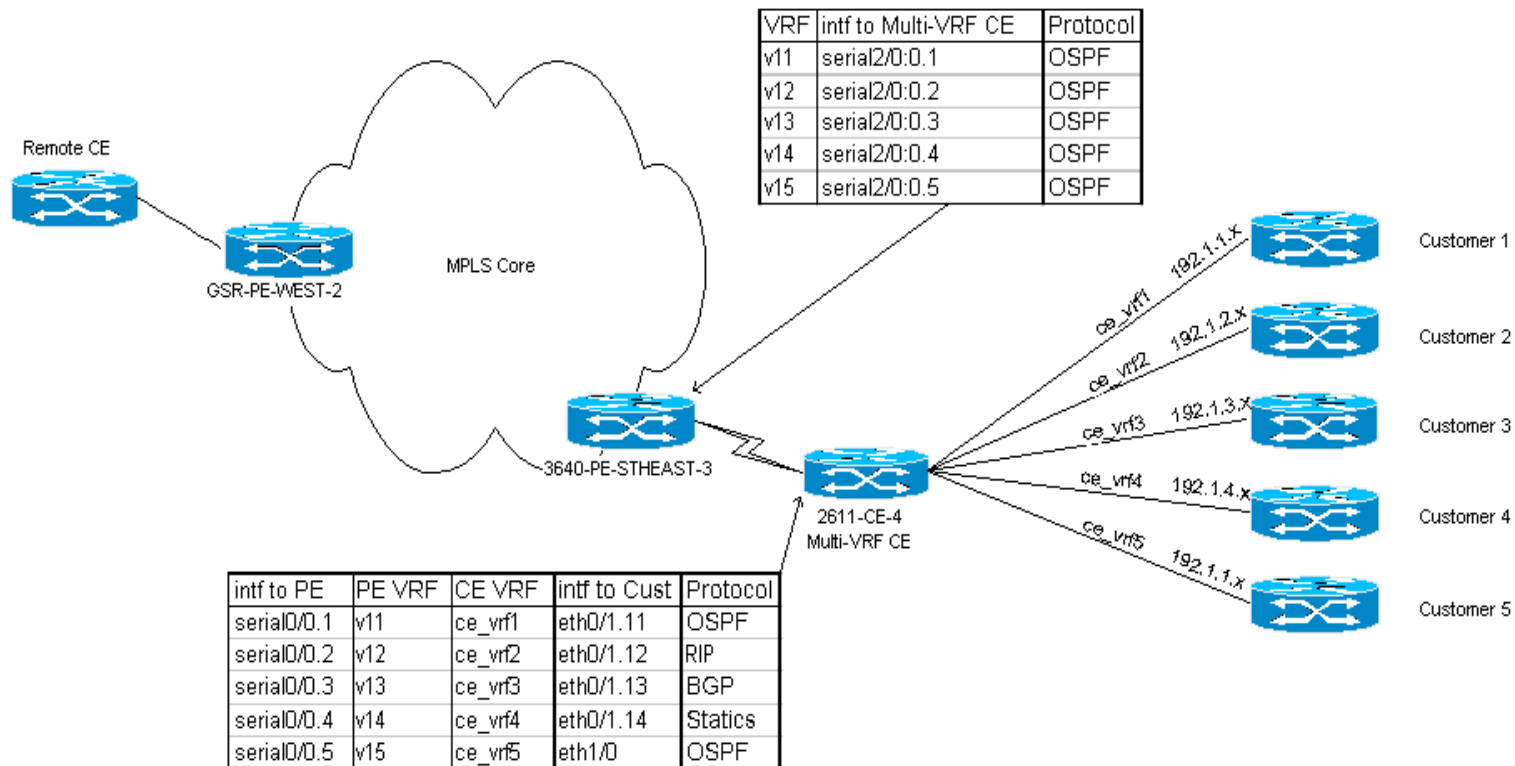 VRF intf to Multi-VRF CE Protocol
v11 serial2/0:0.1 OSPF
v12 serial2/0:0.2 OSPF
v13 serial2/0:0.3 OSPF
v14 serial2/0:0.4 OSPF
v15 serial2/0:0.5 OSPF
Remote CE
GSR-PE-WEST-2
MPLS Core
3640-PE-STHEAST-3
2611-CE-4
Multi-VRF CE
ce_vrf1 192.1.1.x
Customer 1
ce_vrf2 192.1.2.x
Customer 2
ce_vrf3 192.1.3.x
Customer 3
ce_vrf4 192.1.4.x
Customer 4
ce_vrf5 192.1.1.x
Customer 5
intf to PE PE VRF CE VRF intf to Cust Protocol
serial0/0.1 v11 ce_vrf1 eth0/1.11 OSPF
serial0/0.2 v12 ce_vrf2 eth0/1.12 RIP
serial0/0.3 v13 ce_vrf3 eth0/1.13 BGP
serial0/0.4 v14 ce_vrf4 eth0/1.14 Statics
serial0/0.5 v15 ce_vrf5 eth1/0 OSPF